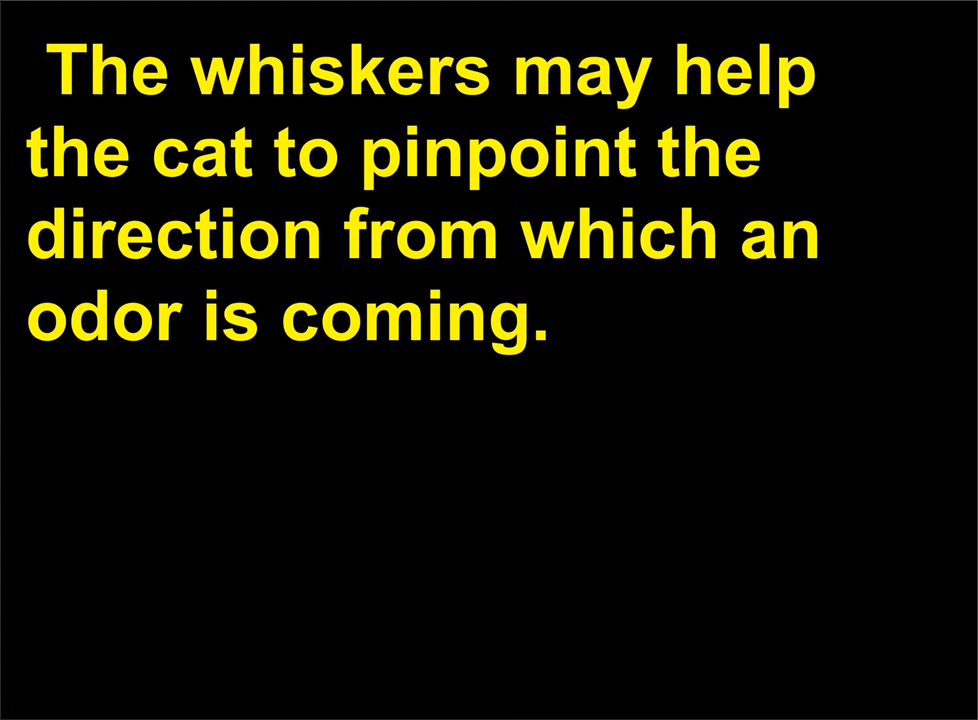 The whiskers may help
the cat to pinpoint the
direction from which an
odor is coming.